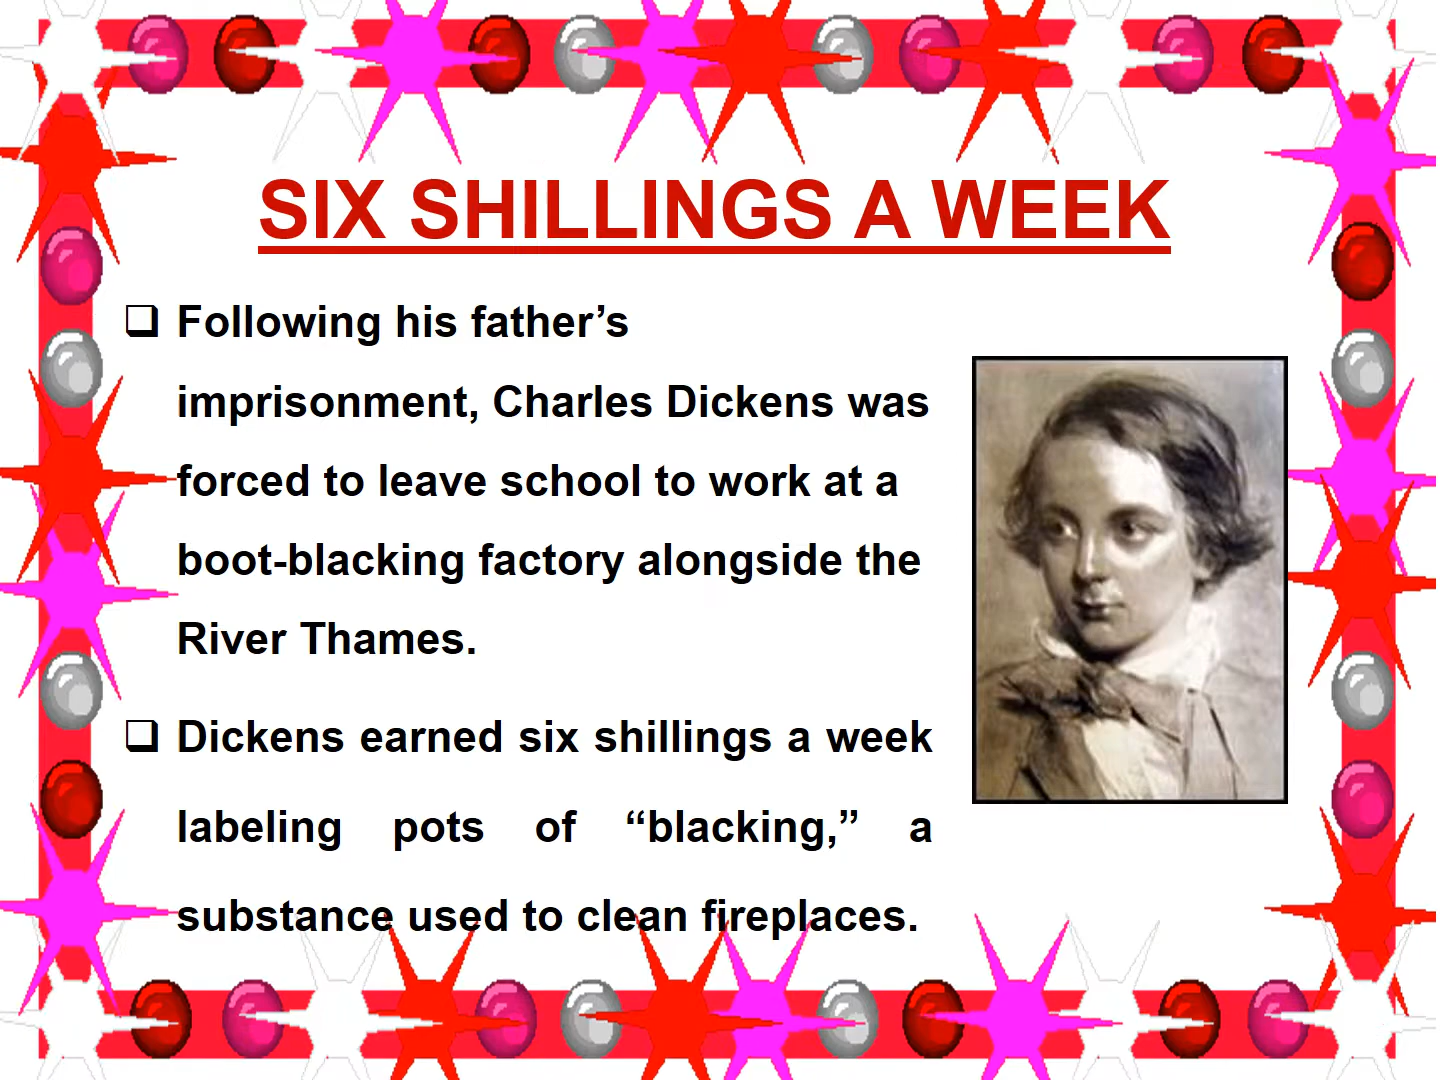 SIX SHILLINGS A WEEK
Following his father’s
imprisonment, Charles Dickens was
forced to leave school to work at a
boot-blacking factory alongside the
River Thames.
Dickens earned six shillings a week
labeling pots of “blacking,” a
substance used to clean fireplaces.